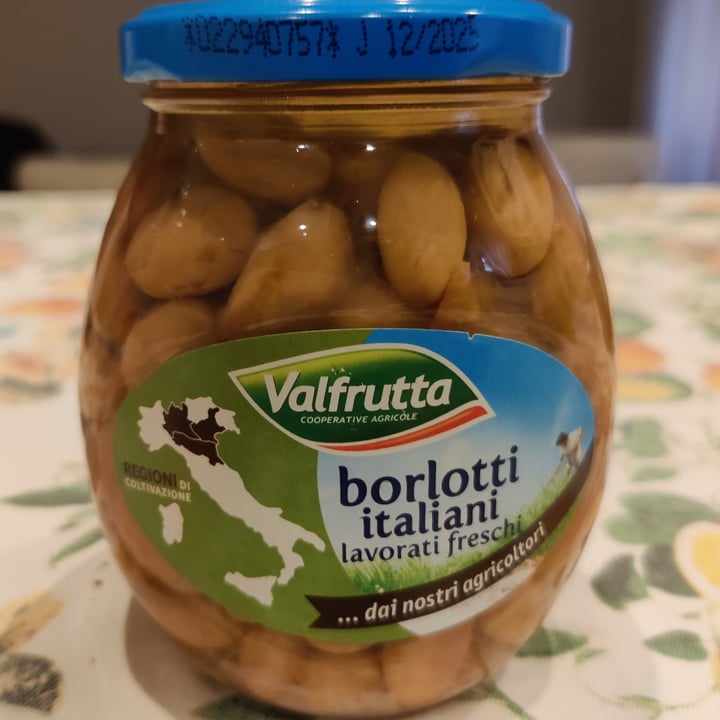 *022940757* J 12/2025
Valfrutta
COOPERATIVE AGRICOLE
borlotti
italiani
lavorati freschi
... dai nostri agricoltori
REGIONI DI
COLTIVAZIONE